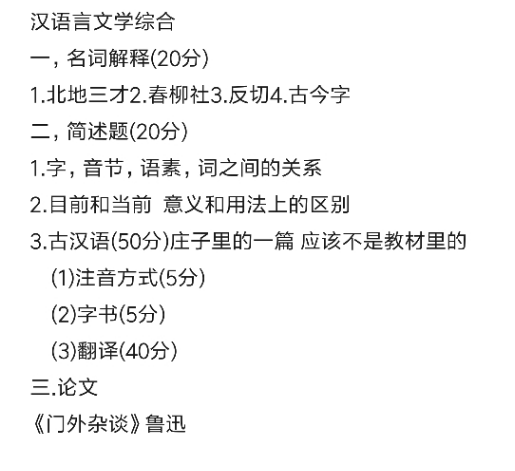 汉语言文学综合
一，名词解释(20分)
1.北地三才2.春柳社3.反切4.古今字
二，简述题(20分)
1.字，音节，语素，词之间的关系
2.目前和当前 意义和用法上的区别
3.古汉语(50分)庄子里的一篇 应该不是教材里的
(1)注音方式(5分)
(2)字书(5分)
(3)翻译(40分)
三.论文
《门外杂谈》鲁迅